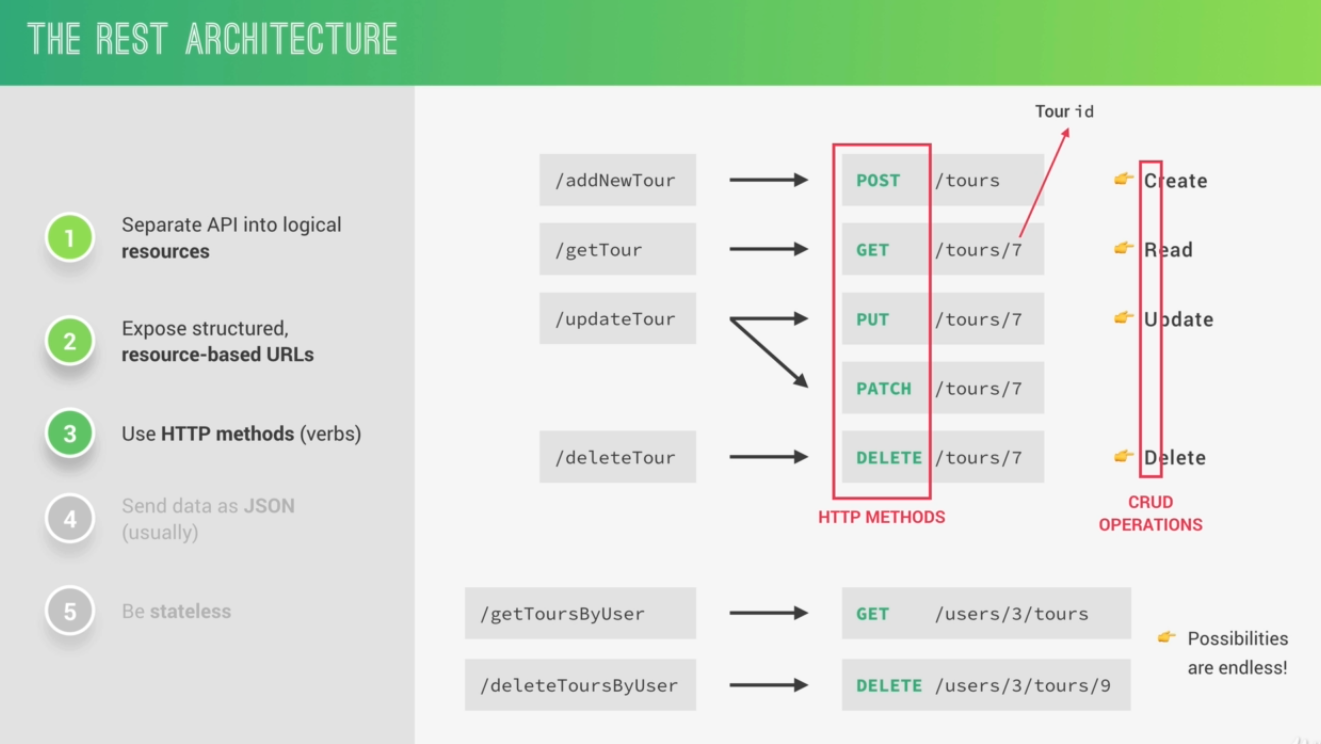 THE REST ARCHITECTURE
1
Separate API into logical
resources
2
Expose structured,
resource-based URLs
3
Use HTTP methods (verbs)
4
Send data as JSON
(usually)
5
Be stateless
Tour id
/addNewTour POST /tours Create
/getTour GET /tours/7 Read
/updateTour PUT /tours/7 Update
PATCH /tours/7
/deleteTour DELETE /tours/7 Delete
HTTP METHODS
CRUD
OPERATIONS
/getToursByUser GET /users/3/tours
/deleteToursByUser DELETE /users/3/tours/9
Possibilities
are endless!